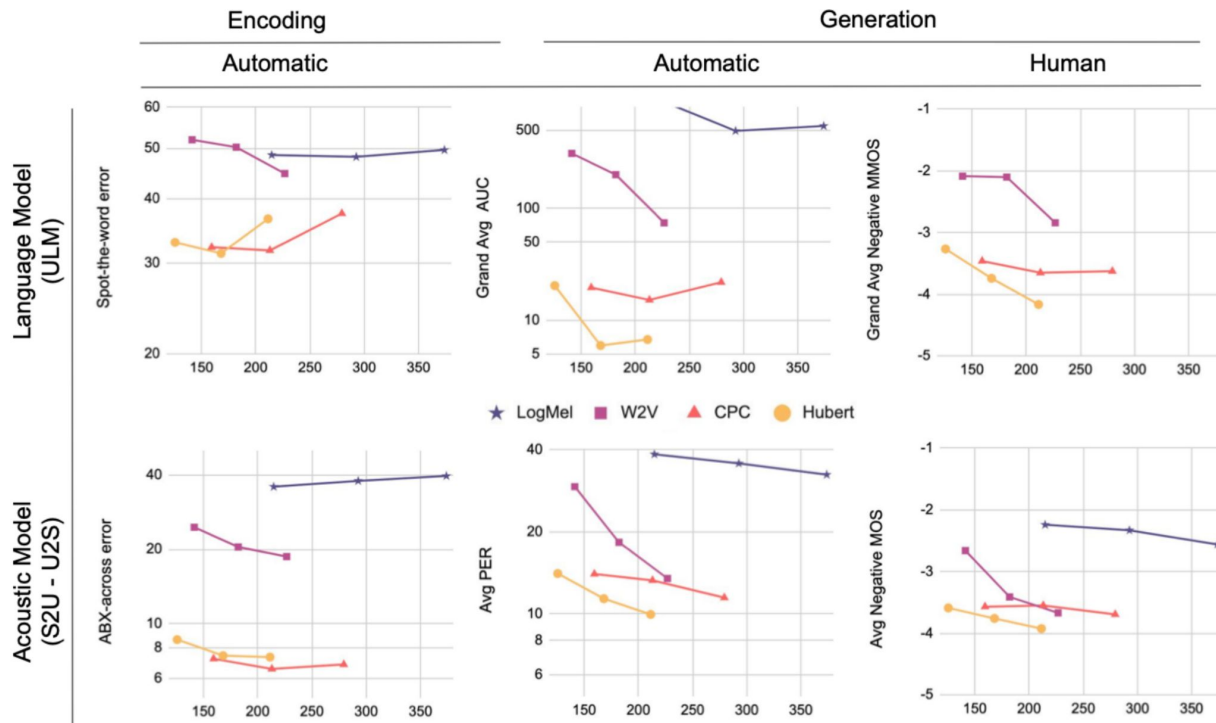 Encoding
Generation
Automatic
Automatic
Human
Language Model
(ULM)
Spot-the-word error
60
50
40
30
20
150 200 250 300 350
Grand Avg AUC
500
100
50
10
5
150 200 250 300 350
Grand Avg Negative MMOS
-1
-2
-3
-4
-5
150 200 250 300 350
LogMel W2V CPC Hubert
Acoustic Model
(S2U - U2S)
ABX-across error
40
20
10
8
6
150 200 250 300 350
Avg PER
40
20
10
8
6
150 200 250 300 350
Avg Negative MOS
-1
-2
-3
-4
-5
150 200 250 300 350